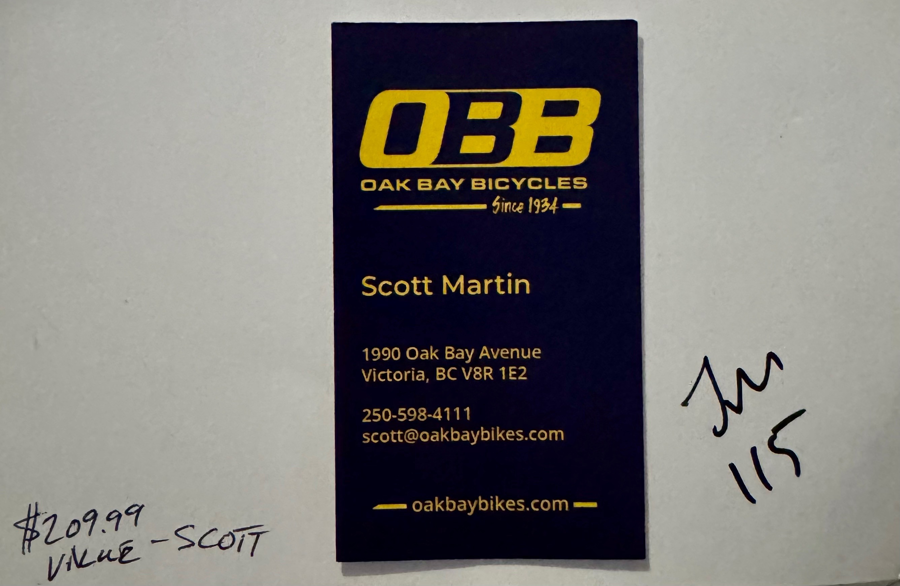 OBB
OAK BAY BICYCLES
Since 1934
Scott Martin
1990 Oak Bay Avenue
Victoria, BC V8R 1E2
250-598-4111
scott@oakbaybikes.com
oakbaybikes.com
115
$209.99
- SCOTT